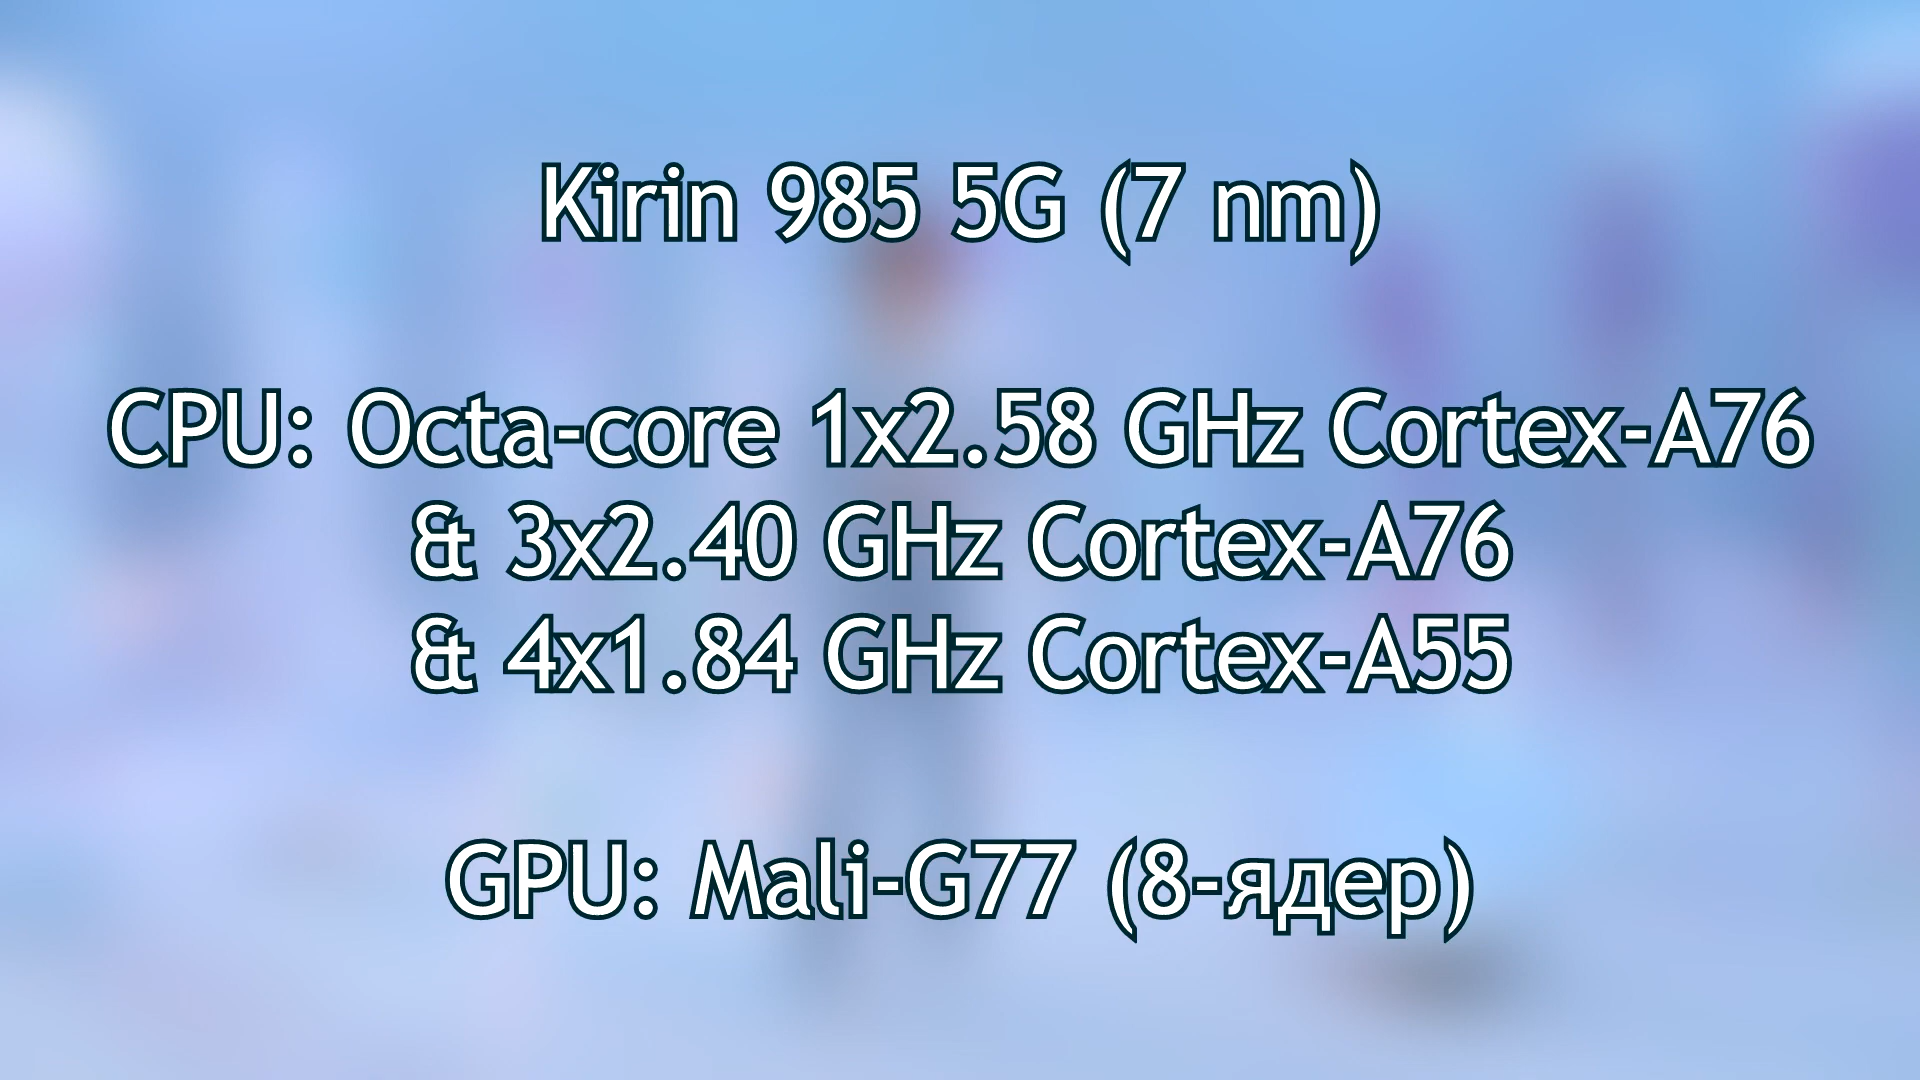 Kirin 985 5G (7 nm)
CPU: Octa-core 1x2.58 GHz Cortex-A76
& 3x2.40 GHz Cortex-A76
& 4x1.84 GHz Cortex-A55
GPU: Mali-G77 (8-ядер)